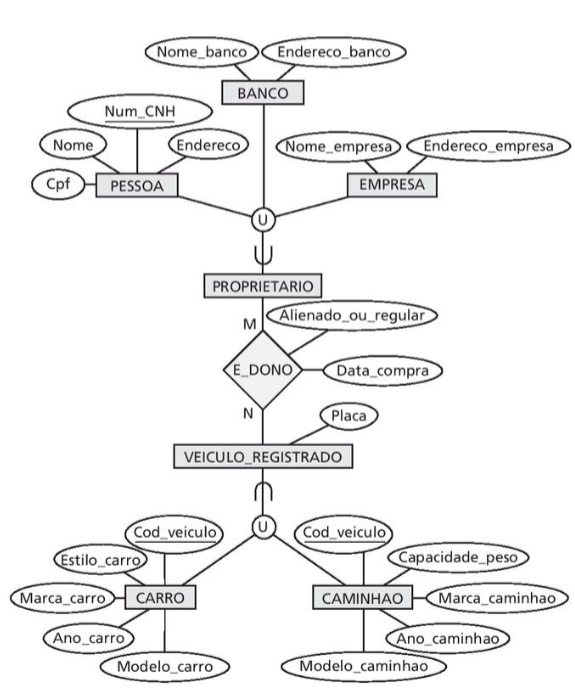 Nome_banco Endereco_banco
BANCO
Num_CNH
Nome Endereco Nome_empresa Endereco_empresa
Cpf PESSOA EMPRESA
U
U
PROPRIETARIO
Alienado_ou_regular
M
E_DONO Data_compra
N Placa
VEICULO_REGISTRADO
U
Cod_veiculo Cod_veiculo
Estilo_carro Capacidade_peso
Marca_carro CARRO CAMINHAO Marca_caminhao
Ano_carro Ano_caminhao
Modelo_carro Modelo_caminhao